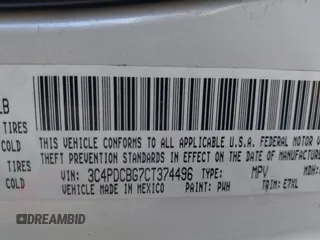 LB
TIRES
COLD
THIS VEHICLE CONFORMS TO ALL APPLICABLE U.S.A. FEDERAL MOTOR
TIRES THEFT PREVENTION STANDARDS IN EFFECT ON THE DATE OF MANUFACTURE
COLD VIN: 3C4PDCBG7CT374496 TYPE: MPV MDH:
VEHICLE MADE IN MEXICO PAINT: PWH TRIM: E7XL
DREAMBID